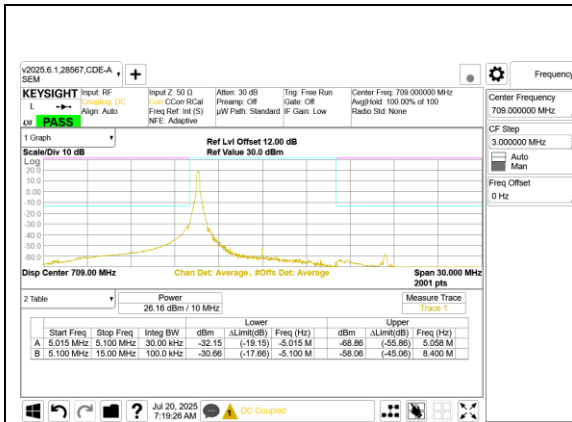 v2025.6.1,28567,CDE-A
SEM
+
Frequency
KEYSIGHT
L
LXI
PASS
Input: RF
Coupling: DC
Align: Auto
Input Z: 50 Ω
Corr CCorr RCal
Freq Ref: Int (S)
NFE: Adaptive
Atten: 30 dB
Preamp: Off
µW Path: Standard
Trig: Free Run
Gate: Off
IF Gain: Low
Center Freq: 709.000000 MHz
Avg|Hold: 100.00% of 100
Radio Std: None
Center Frequency
709.000000 MHz
CF Step
3.000000 MHz
Auto
Man
Freq Offset
0 Hz
1 Graph
Scale/Div 10 dB
Ref Lvl Offset 12.00 dB
Ref Value 30.0 dBm
Log
20.0
10.0
0.00
-10.0
-20.0
-30.0
-40.0
-50.0
-60.0
Disp Center 709.00 MHz
Chan Det: Average , #Offs Det: Average
Span 30.000 MHz
2001 pts
2 Table
Power
26.16 dBm / 10 MHz
Measure Trace
Trace 1
Lower Upper
Start Freq Stop Freq Integ BW dBm ΔLimit(dB) Freq (Hz) dBm ΔLimit(dB) Freq (Hz)
A 5.015 MHz 5.100 MHz 30.00 kHz -32.15 (-19.15) -5.015 M -68.86 (-55.86) 5.058 M
B 5.100 MHz 15.00 MHz 100.0 kHz -30.66 (-17.66) -5.100 M -58.06 (-45.06) 8.400 M
?
Jul 20, 2025
7:19:26 AM
1
DC Coupled